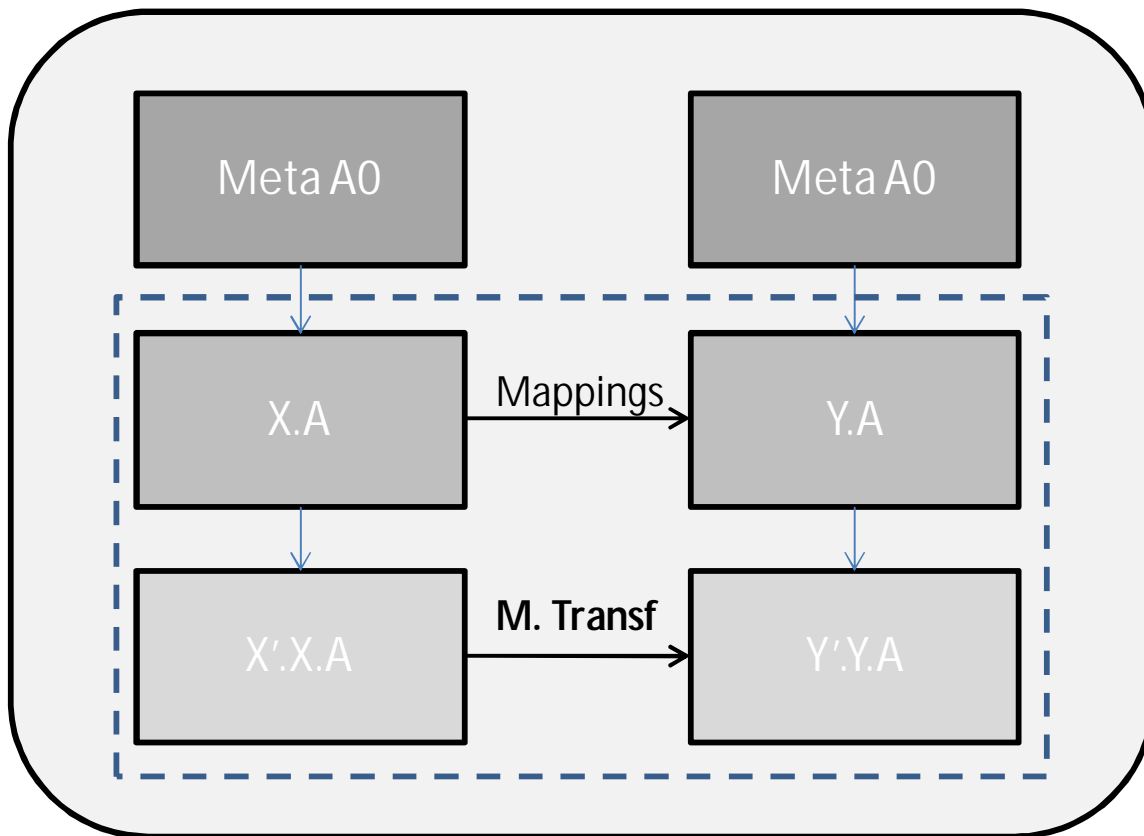 Meta A0
Meta A0
X.A
Mappings
Y.A
X'.X.A
M. Transf
Y'.Y.A